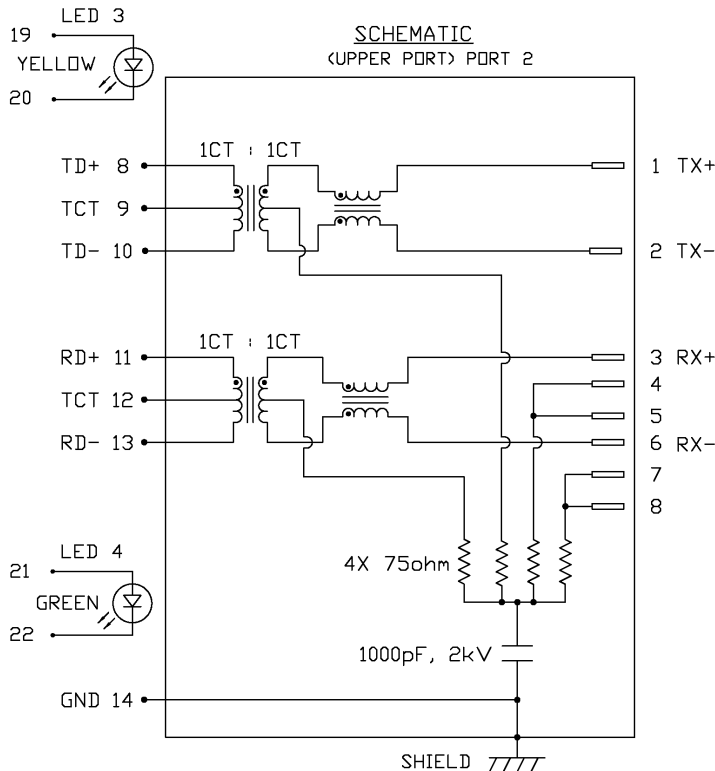 LED 3
SCHEMATIC
(UPPER PORT) PORT 2
19
YELLOW
20
1CT : 1CT
TD+ 8
1 TX+
TCT 9
TD- 10
2 TX-
1CT : 1CT
RD+ 11
3 RX+
4
TCT 12
5
RD- 13
6 RX-
7
8
LED 4
4X 75ohm
21
GREEN
22
1000pF, 2kV
GND 14
SHIELD